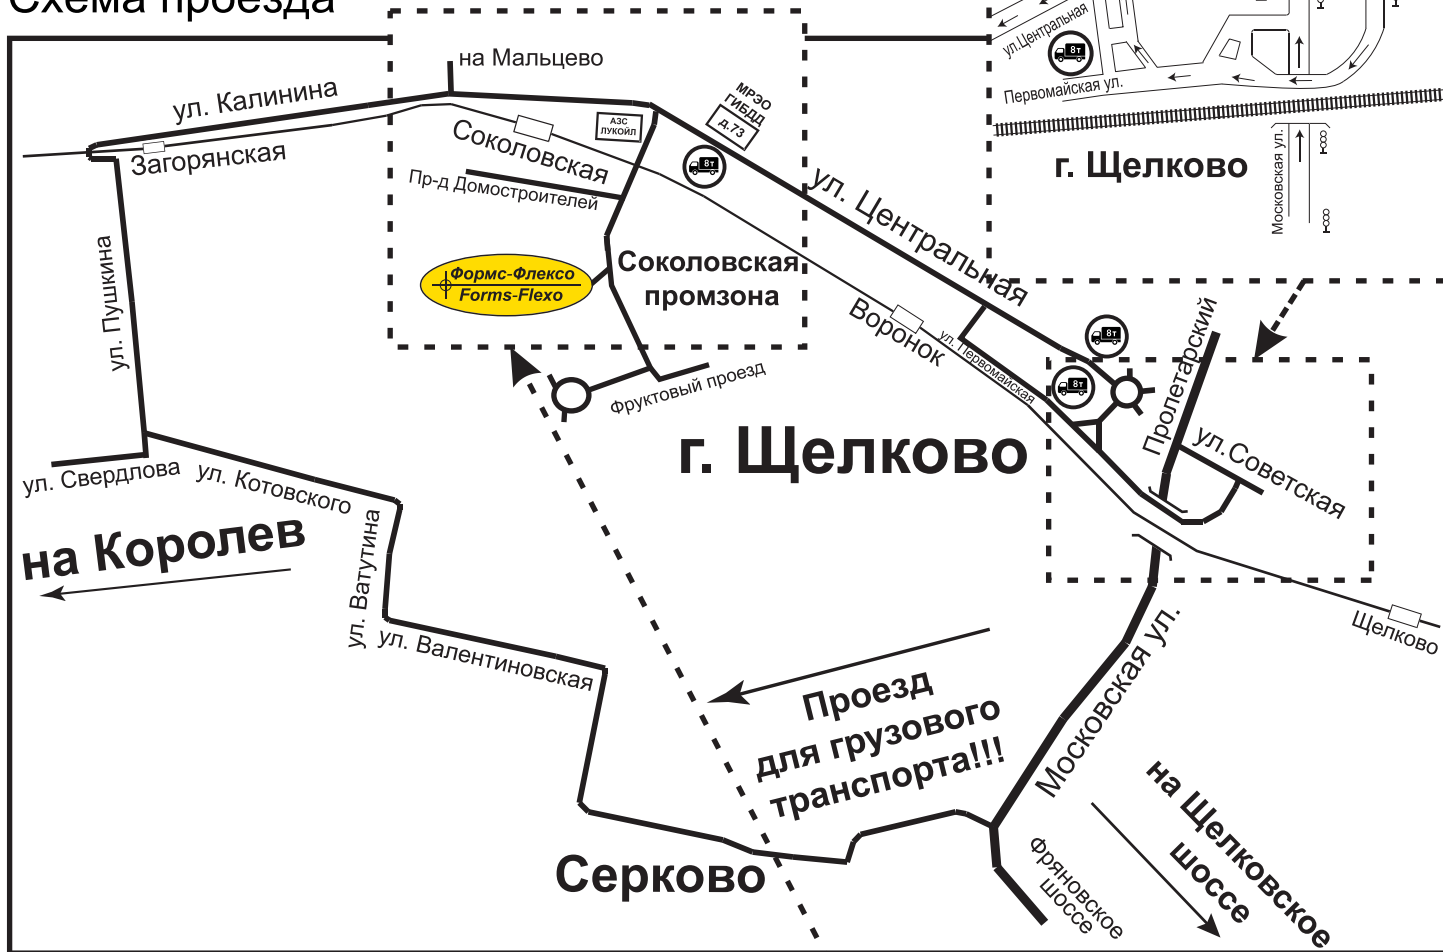 Схема проезда
ул.Центральная
8т
Первомайская ул.
г. Щелково
Московская ул.
на Мальцево
ул. Калинина
Загорянская
Соколовская
АЗС
ЛУКОЙЛ
МРЭО
ГИБДД
д.73
8т
Пр-д Домостроителей
ул. Центральная
Формс-Флексо
Forms-Flexo
Соколовская
промзона
ул. Пушкина
Воронок
ул. Первомайская
8т
8т
Пролетарский
Фруктовый проезд
г. Щелково
ул.Советская
ул. Свердлова
ул. Котовского
на Королев
ул. Ватутина
ул. Валентиновская
Щелково
Московская ул.
Проезд
для грузового
транспорта!!!
на Щелковское
шоссе
Фряновское
шоссе
Серково